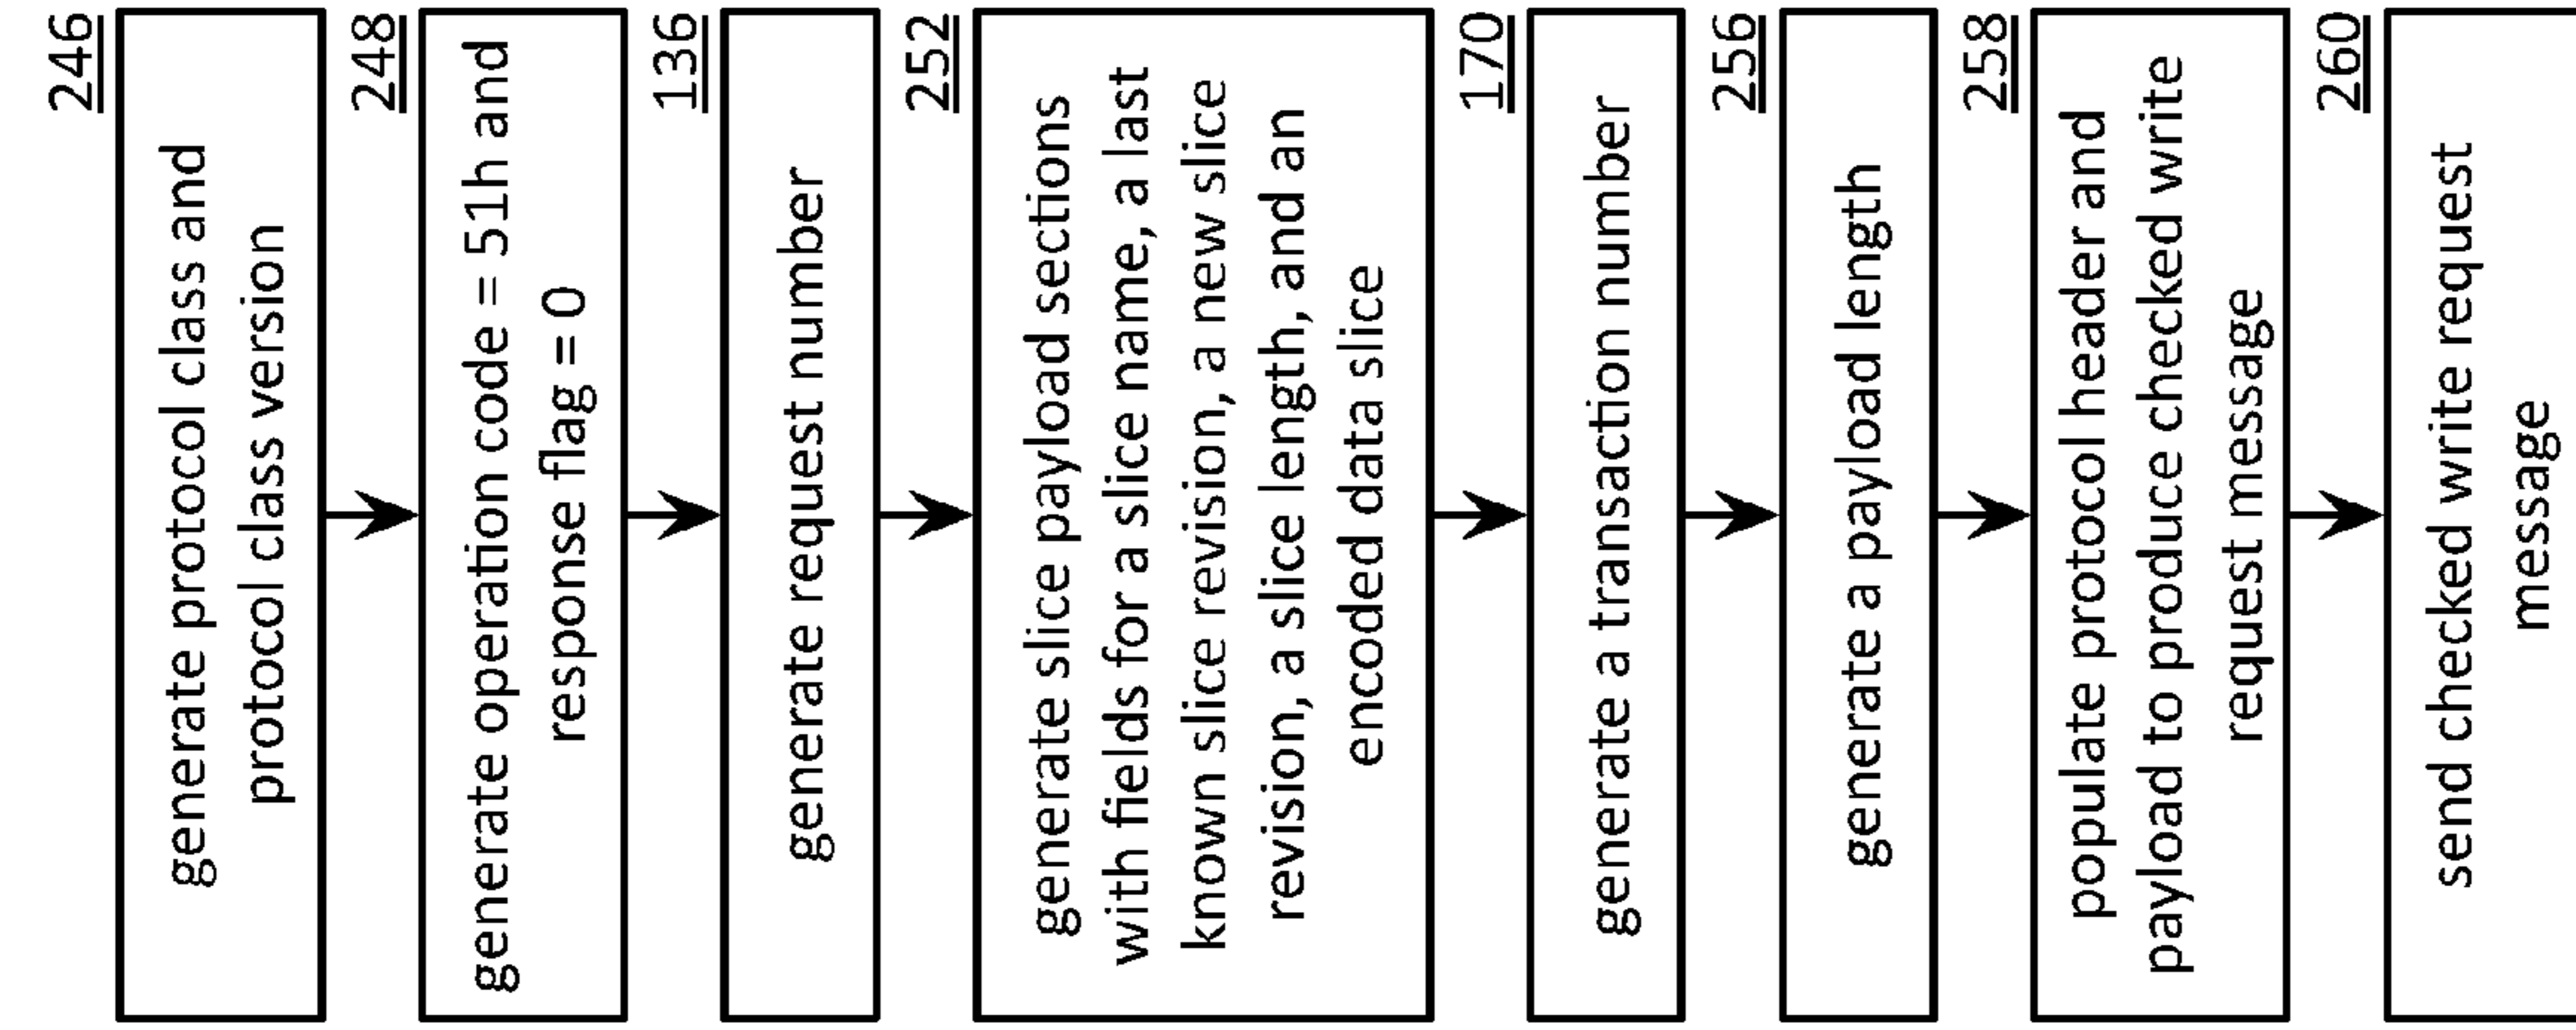 246
generate protocol class and
protocol class version
248
generate operation code = 51h and
response flag = 0
136
generate request number
252
generate slice payload sections
with fields for a slice name, a last
known slice revision, a new slice
revision, a slice length, and an
encoded data slice
170
generate a transaction number
256
generate a payload length
258
populate protocol header and
payload to produce checked write
request message
260
send checked write request
message